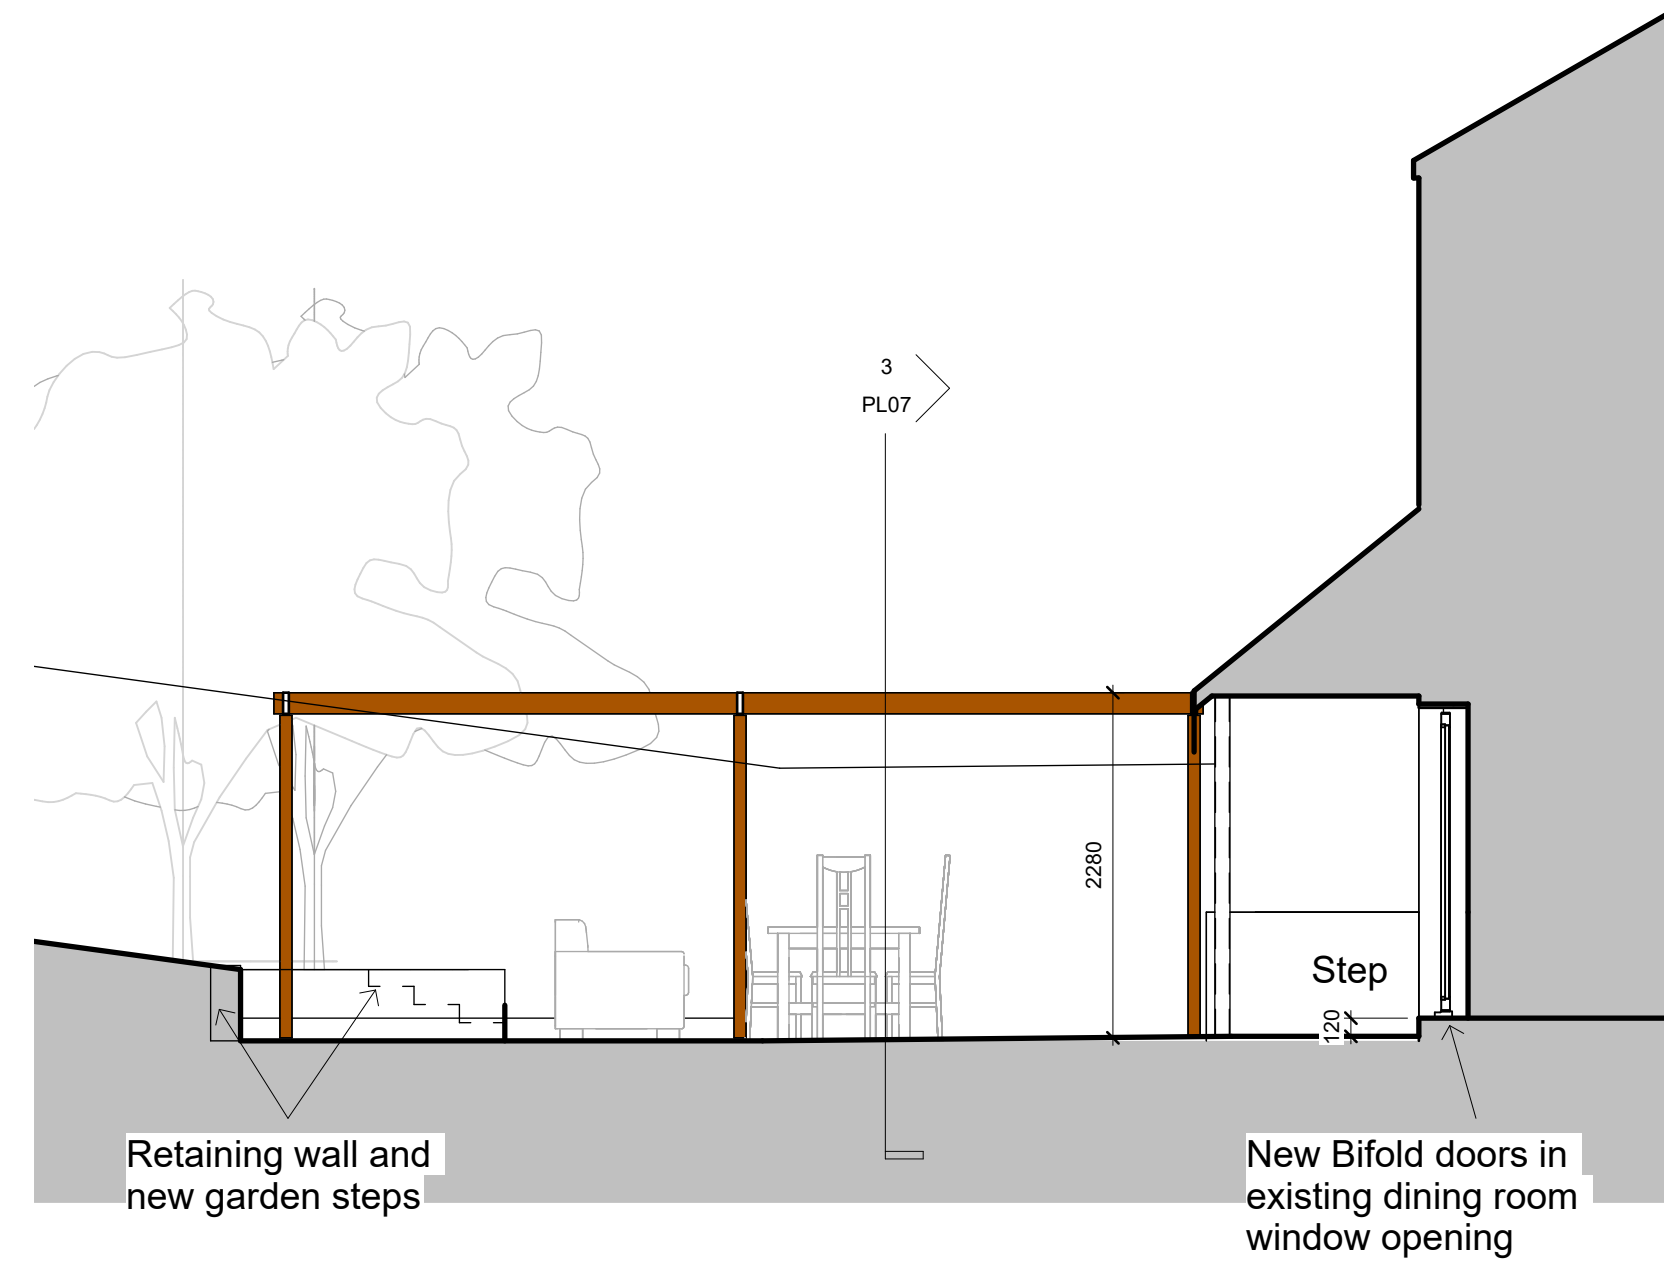 3
PL07
2280
Step
120
Retaining wall and
new garden steps
New Bifold doors in
existing dining room
window opening